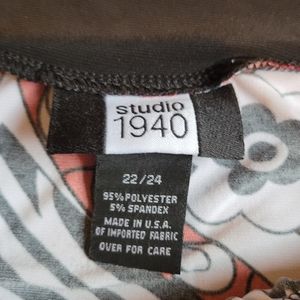 studio
1940
22/24
95% POLYESTER
5% SPANDEX
MADE IN U.S.A.
OF IMPORTED FABRIC
OVER FOR CARE